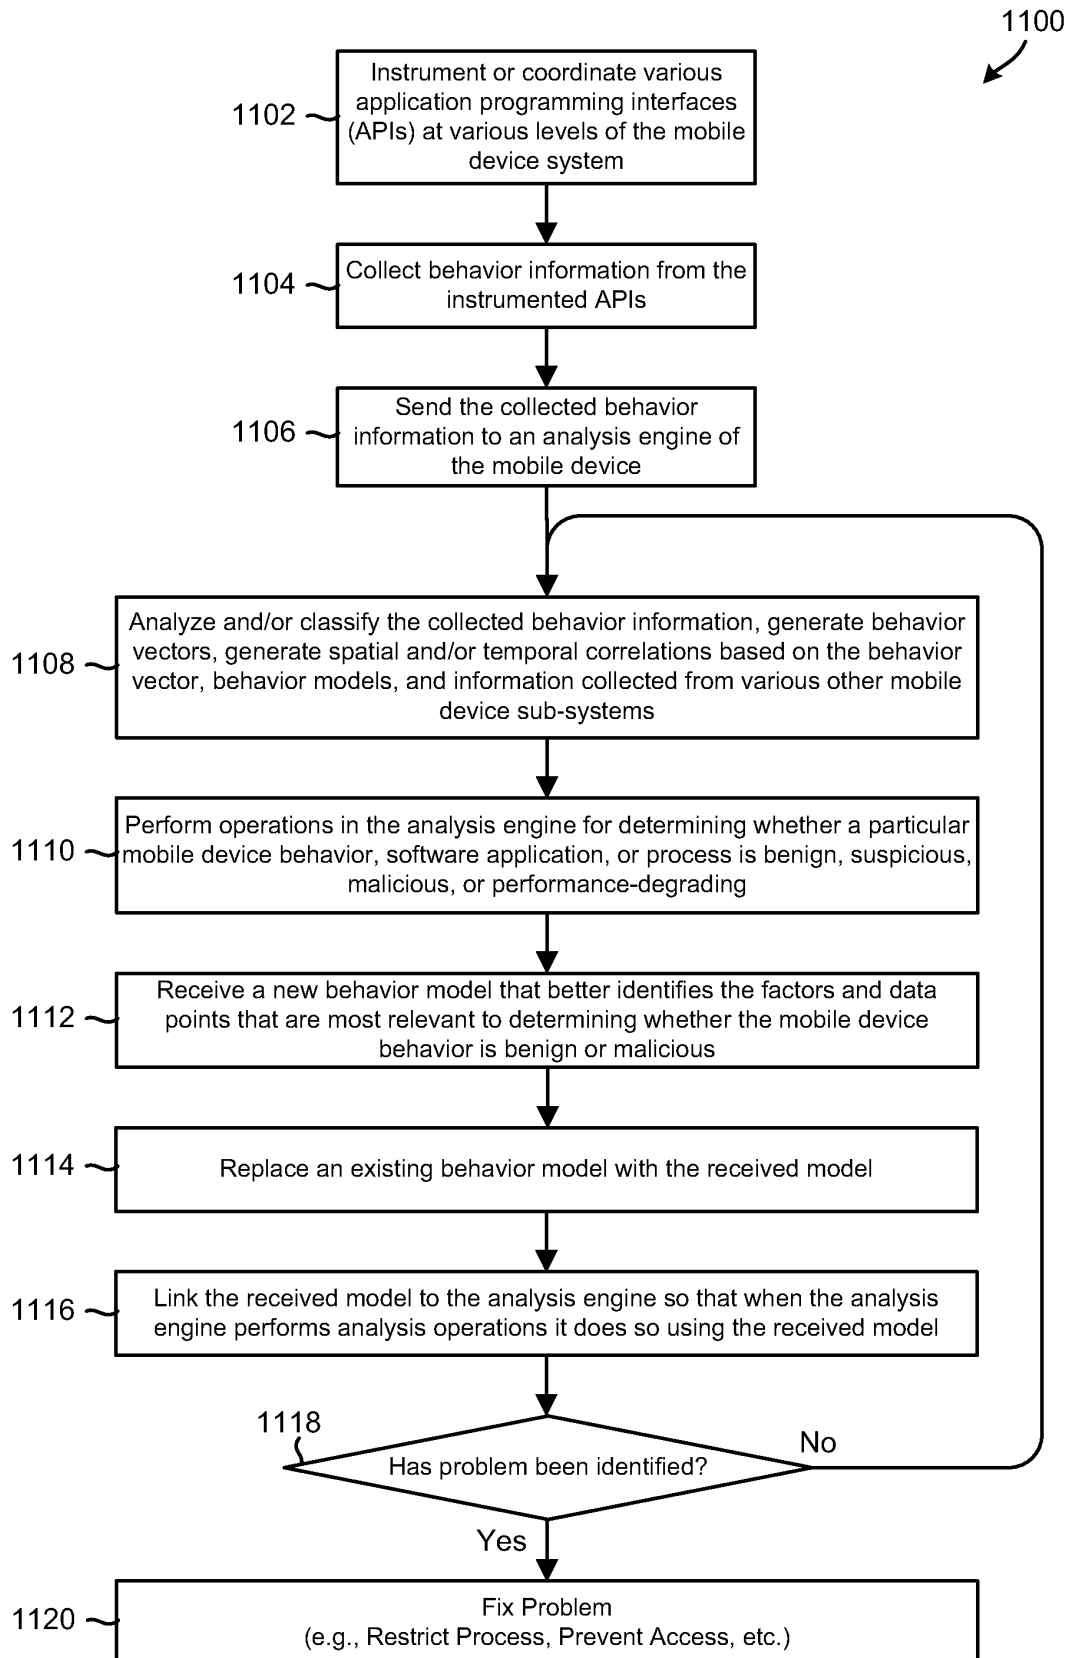 1100
1102
Instrument or coordinate various
application programming interfaces
(APIs) at various levels of the mobile
device system
1104
Collect behavior information from the
instrumented APIs
1106
Send the collected behavior
information to an analysis engine of
the mobile device
1108
Analyze and/or classify the collected behavior information, generate behavior
vectors, generate spatial and/or temporal correlations based on the behavior
vector, behavior models, and information collected from various other mobile
device sub-systems
1110
Perform operations in the analysis engine for determining whether a particular
mobile device behavior, software application, or process is benign, suspicious,
malicious, or performance-degrading
1112
Receive a new behavior model that better identifies the factors and data
points that are most relevant to determining whether the mobile device
behavior is benign or malicious
1114
Replace an existing behavior model with the received model
1116
Link the received model to the analysis engine so that when the analysis
engine performs analysis operations it does so using the received model
1118
Has problem been identified?
No
Yes
1120
Fix Problem
(e.g., Restrict Process, Prevent Access, etc.)